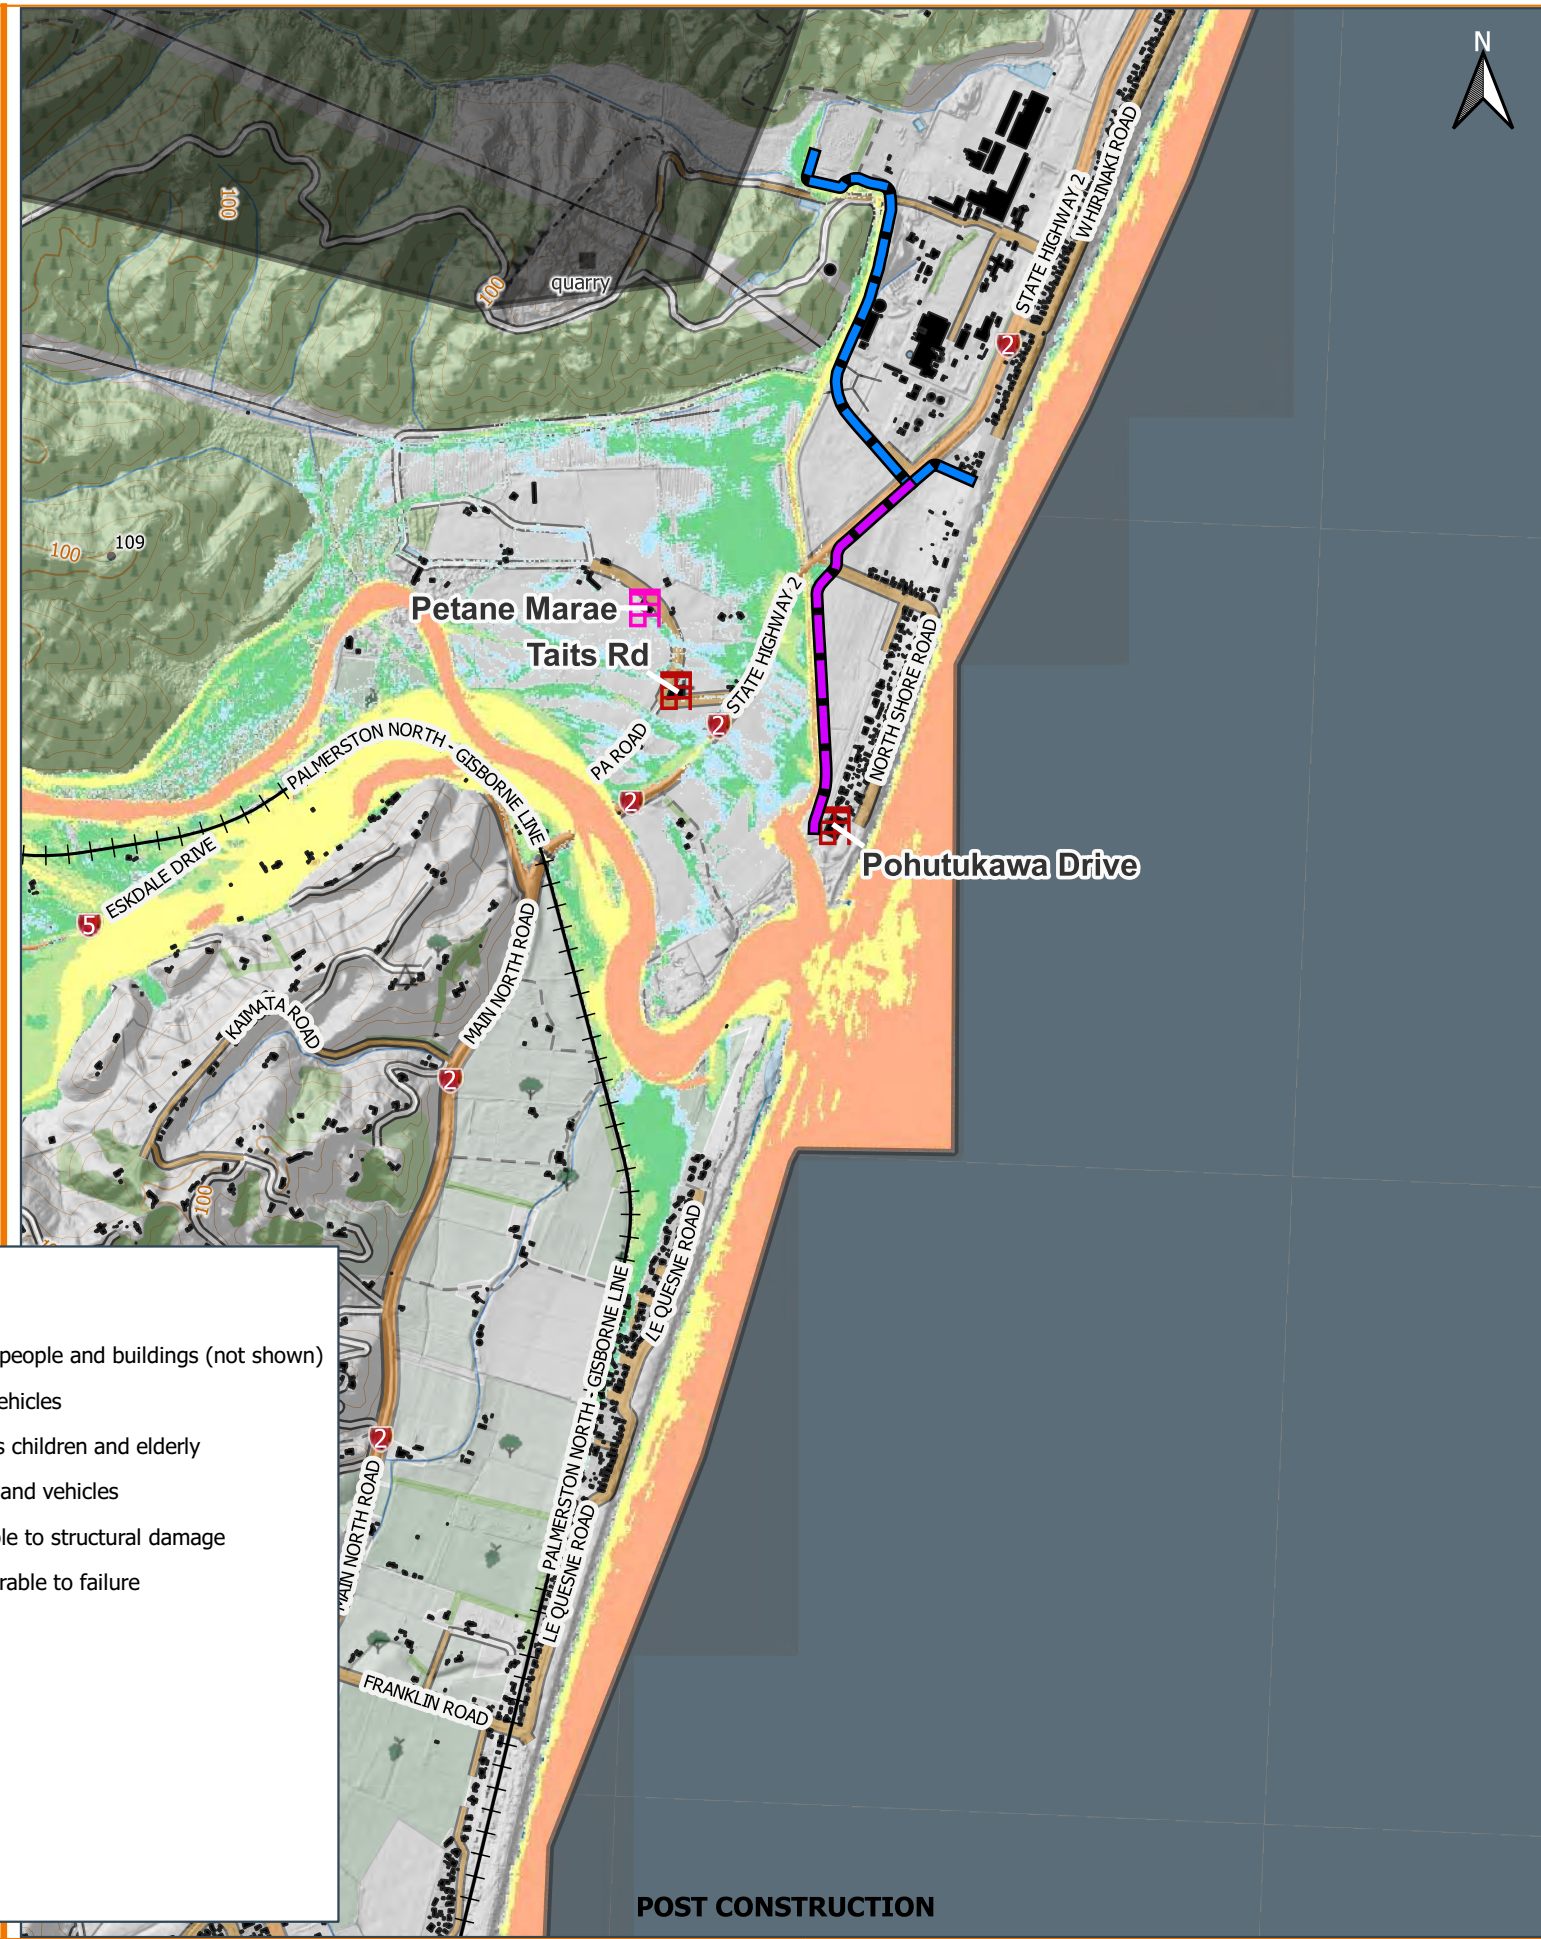 N
WHIRINAKI ROAD
STATE HIGHWAY 2
100
quarry
100
2
100
109
Petane Marae
Taits Rd
STATE HIGHWAY 2
NORTH SHORE ROAD
2
PALMERSTON NORTH - GISBORNE LINE
PA ROAD
2
Pohutukawa Drive
ESKDALE DRIVE
5
MAIN NORTH ROAD
KAIMATA ROAD
2
100
LE QUESNE ROAD
PALMERSTON NORTH - GISBORNE LINE
people and buildings (not shown)
ehicles
s children and elderly
and vehicles
le to structural damage
rable to failure
2
MAIN NORTH ROAD
LE QUESNE ROAD
FRANKLIN ROAD
POST CONSTRUCTION